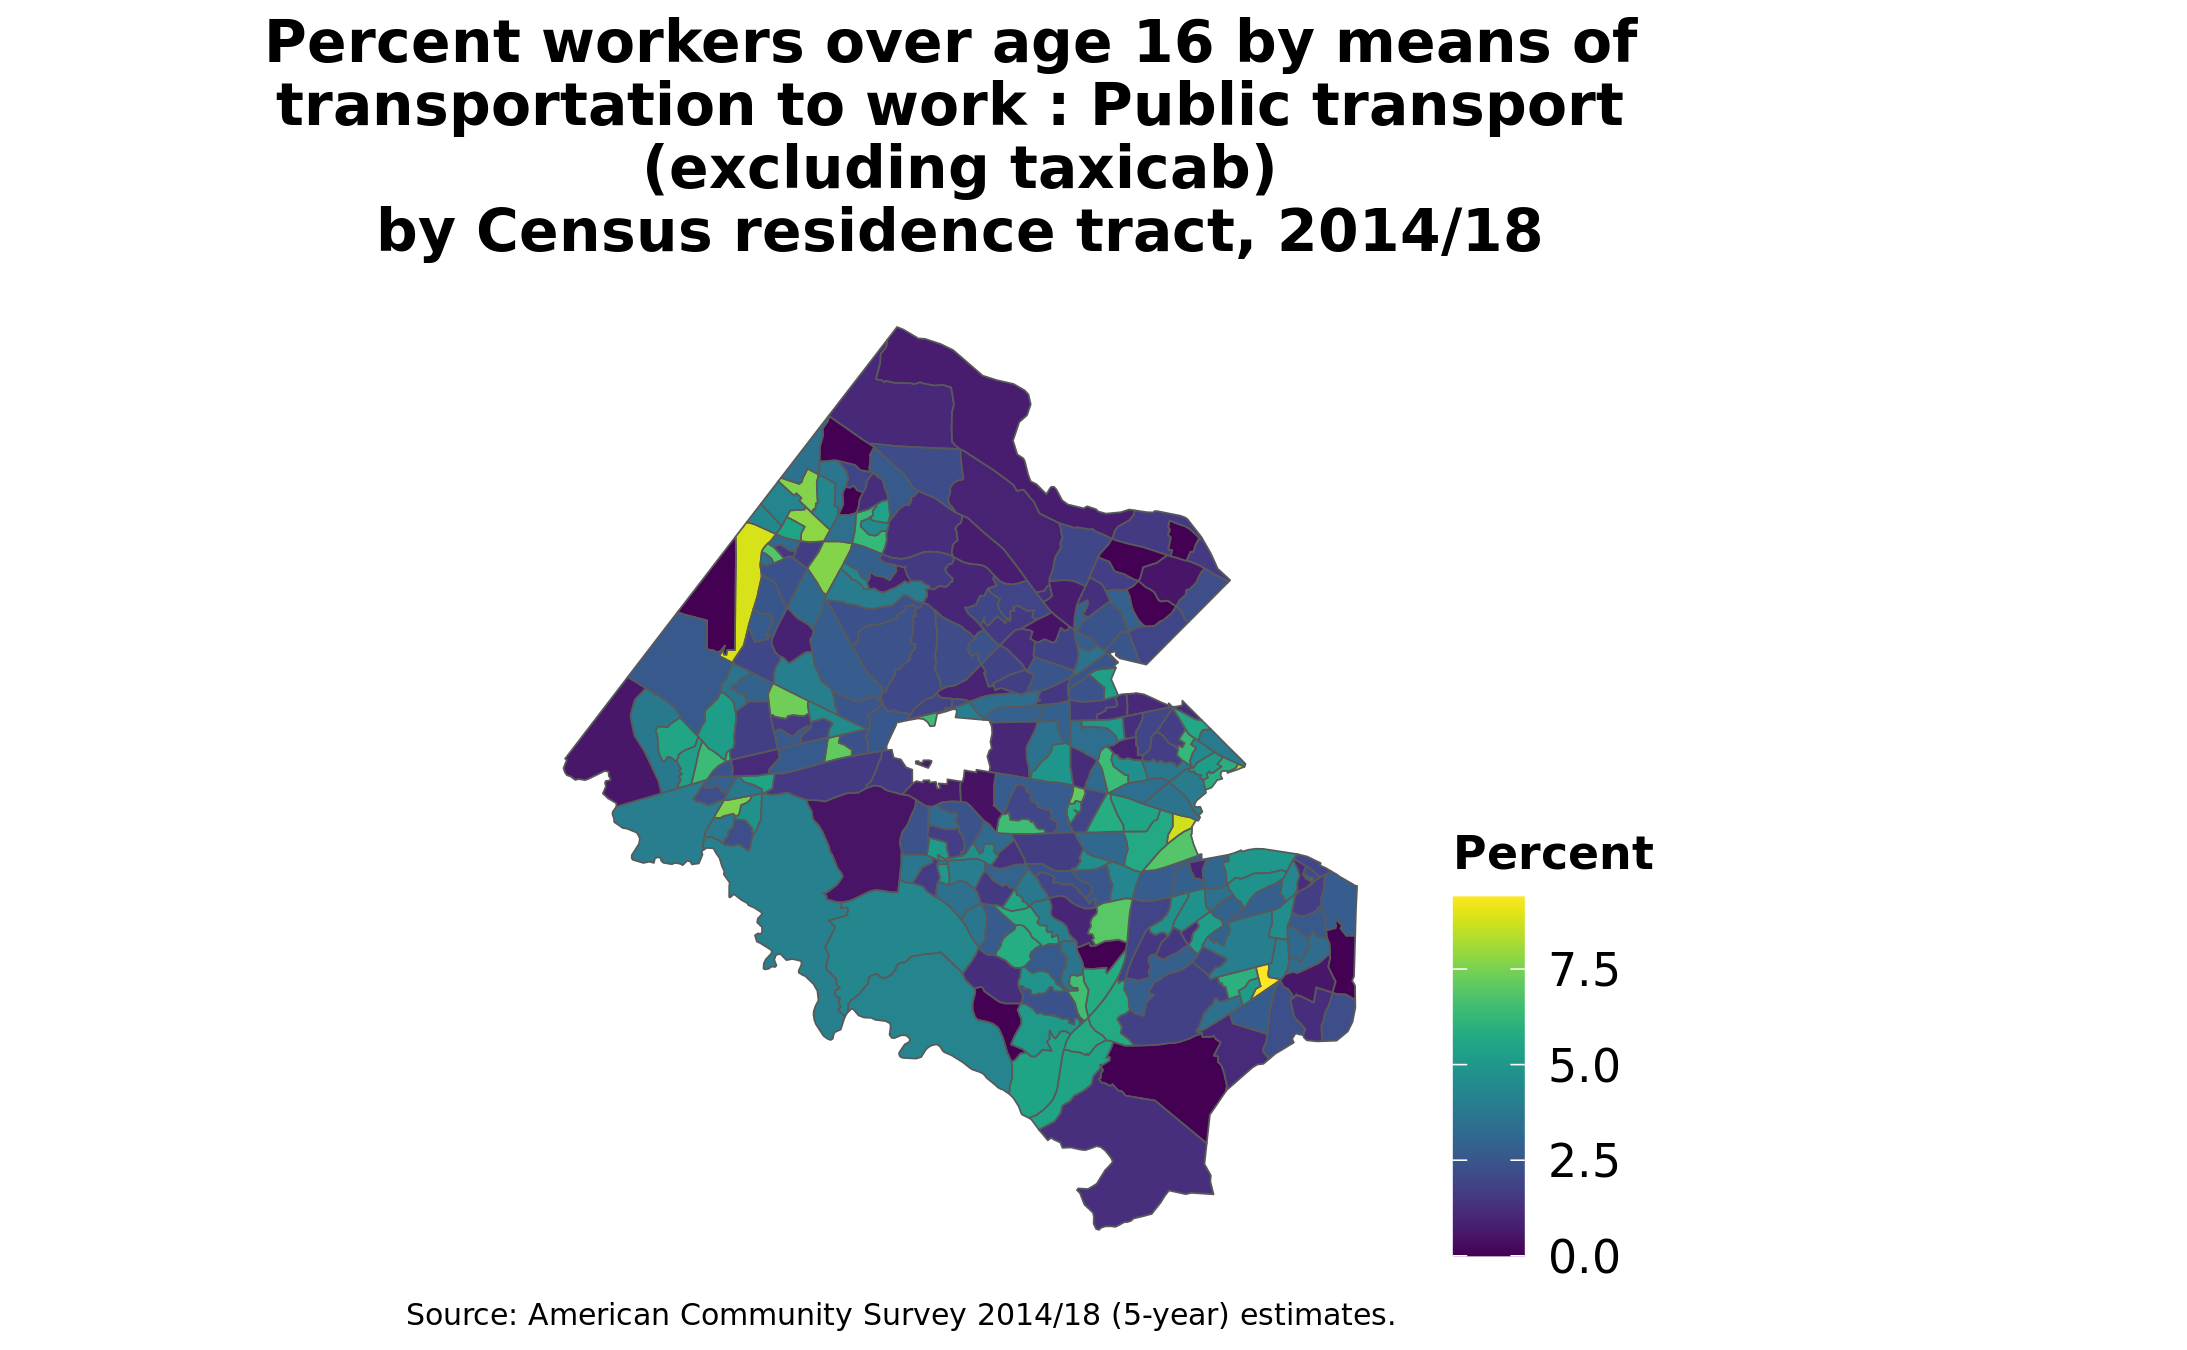 Percent workers over age 16 by means of
transportation to work : Public transport
(excluding taxicab)
by Census residence tract, 2014/18
Percent
7.5
5.0
2.5
0.0
Source: American Community Survey 2014/18 (5-year) estimates.